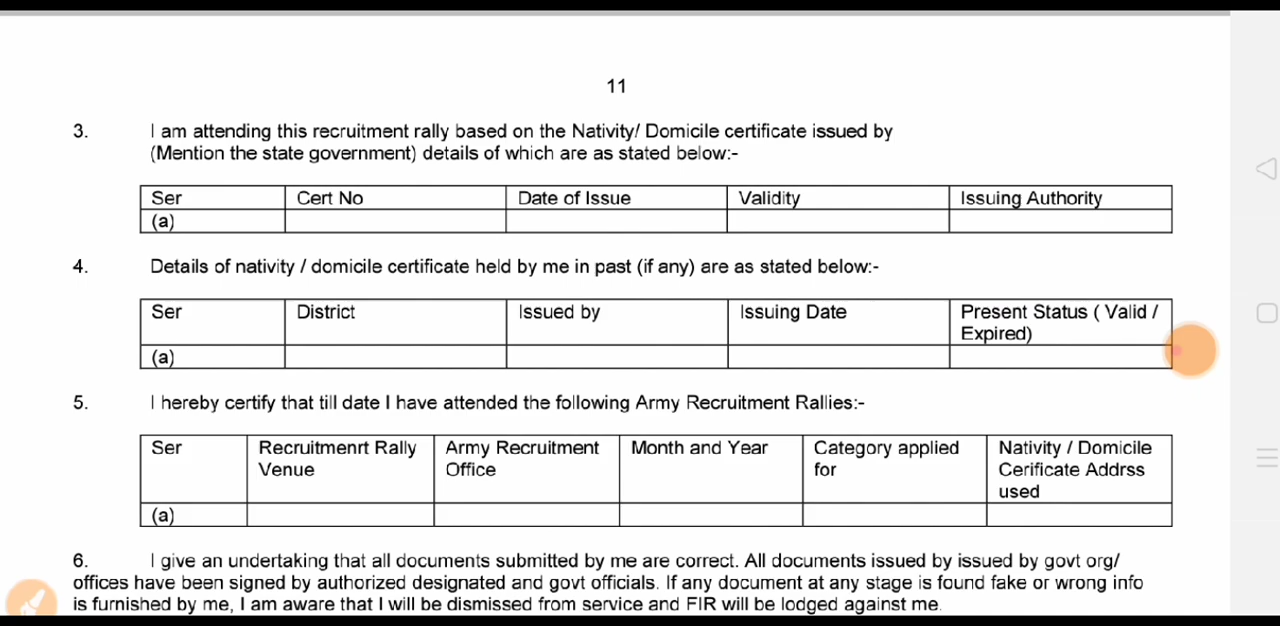 11
3. I am attending this recruitment rally based on the Nativity/ Domicile certificate issued by
(Mention the state government) details of which are as stated below:-
Ser Cert No Date of Issue Validity Issuing Authority
(a)
4. Details of nativity / domicile certificate held by me in past (if any) are as stated below:-
Ser District Issued by Issuing Date Present Status ( Valid /
Expired)
(a)
5. I hereby certify that till date I have attended the following Army Recruitment Rallies:-
Ser Recruitmenrt Rally Army Recruitment Month and Year Category applied Nativity / Domicile
Venue Office for Cerificate Addrss
used
(a)
6. I give an undertaking that all documents submitted by me are correct. All documents issued by issued by govt org/
offices have been signed by authorized designated and govt officials. If any document at any stage is found fake or wrong info
is furnished by me, I am aware that I will be dismissed from service and FIR will be lodged against me.